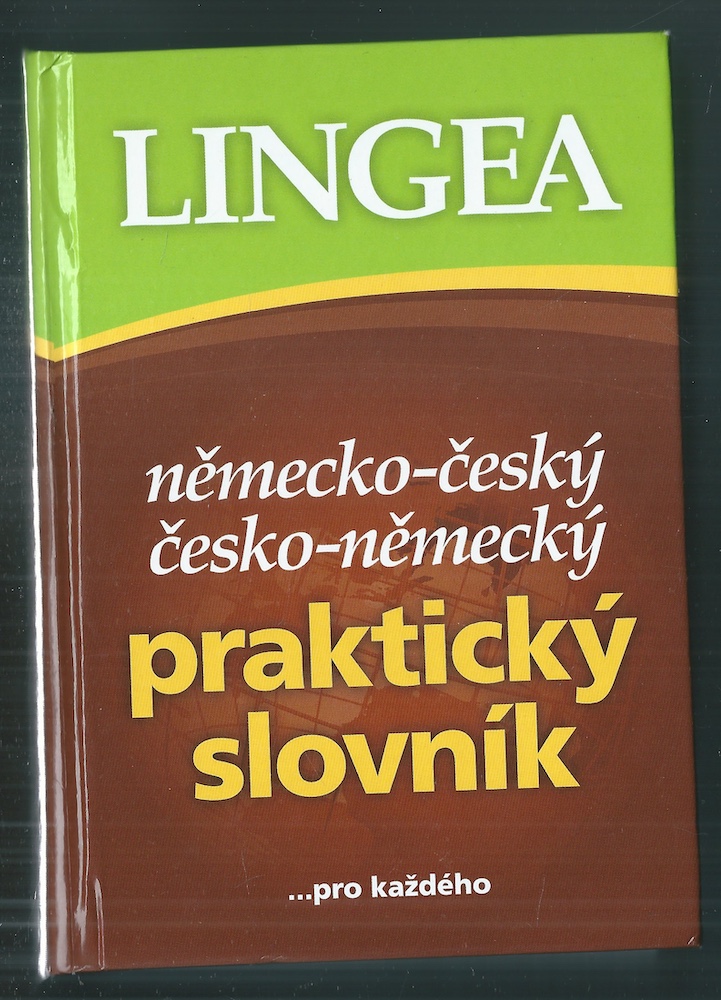 LINGEA
německo-český
česko-německý
praktický
slovník
...pro každého